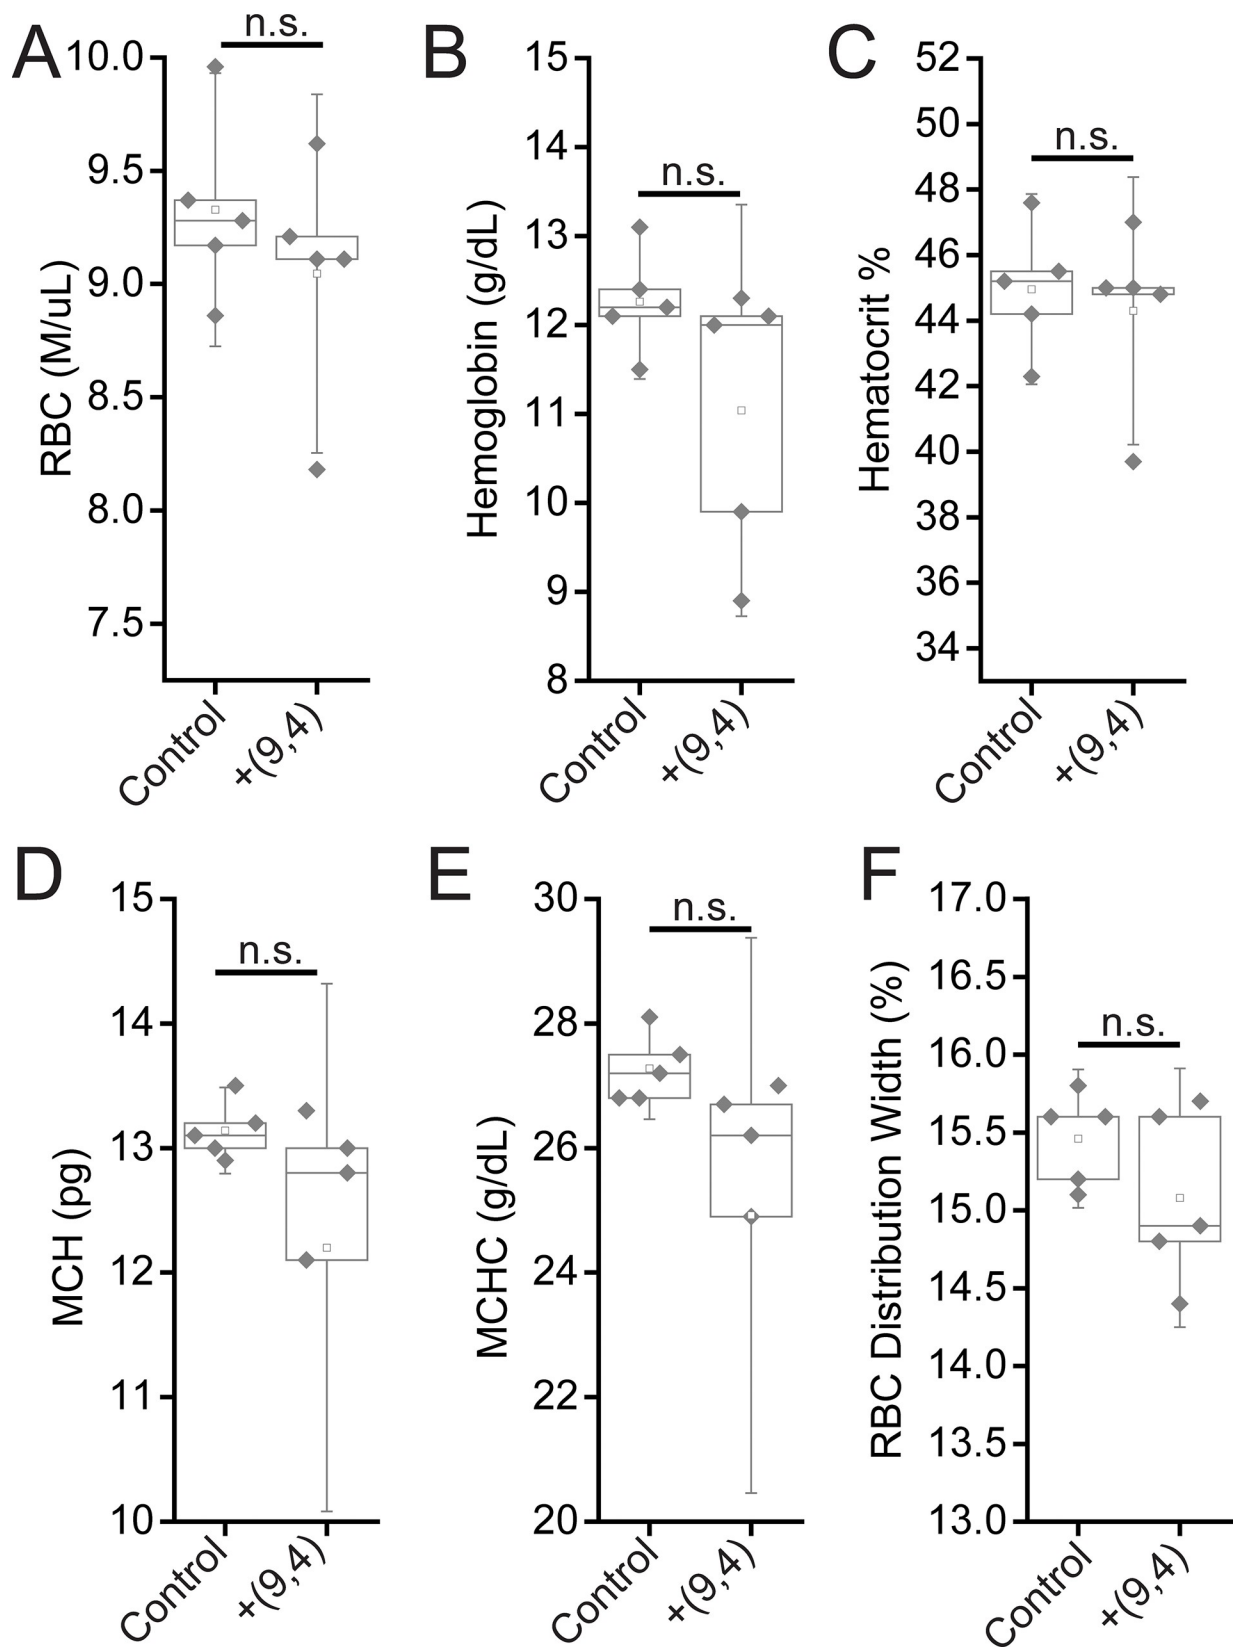 A
RBC (M/uL)
10.0
9.5
9.0
8.5
8.0
7.5
n.s.
Control
+(9,4)
B
Hemoglobin (g/dL)
15
14
13
12
11
10
9
8
n.s.
Control
+(9,4)
C
Hematocrit %
52
50
48
46
44
42
40
38
36
34
n.s.
Control
+(9,4)
D
MCH (pg)
15
14
13
12
11
10
n.s.
Control
+(9,4)
E
MCHC (g/dL)
30
28
26
24
22
20
n.s.
Control
+(9,4)
F
RBC Distribution Width (%)
17.0
16.5
16.0
15.5
15.0
14.5
14.0
13.5
13.0
n.s.
Control
+(9,4)